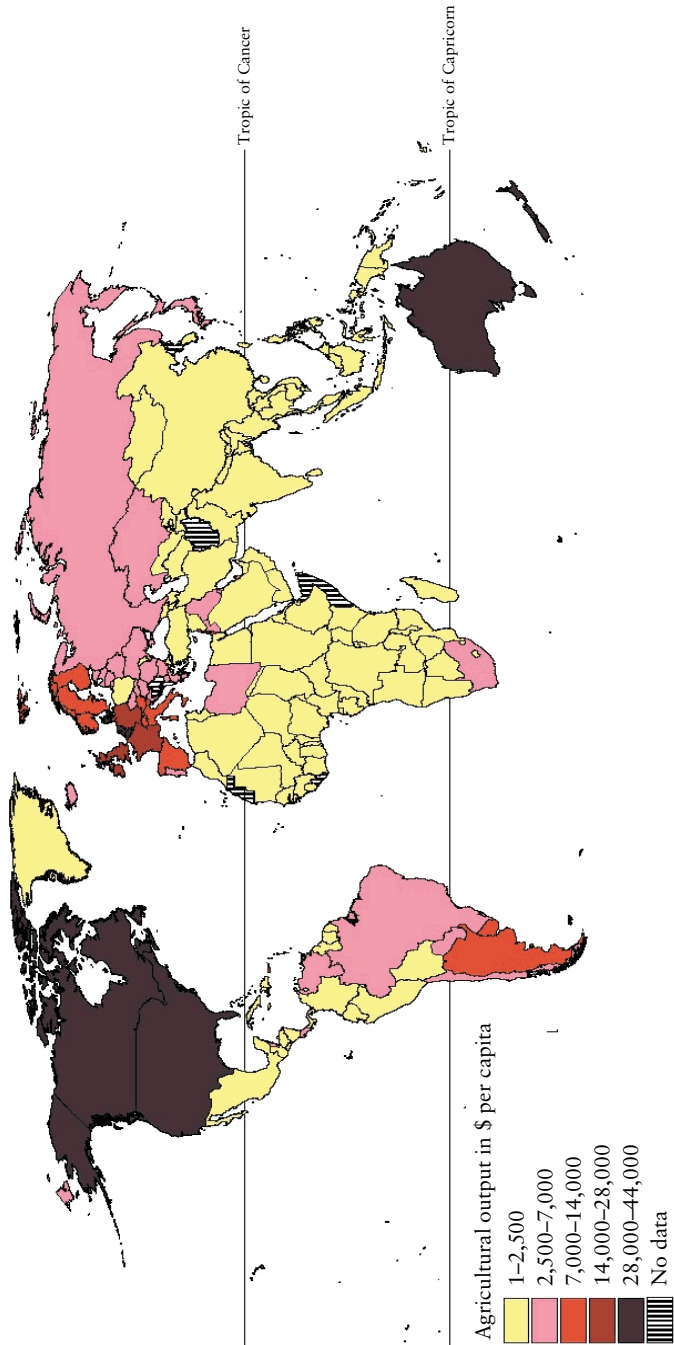 Tropic of Cancer
Tropic of Capricorn
Agricultural output in $ per capita
1–2,500
2,500–7,000
7,000–14,000
14,000–28,000
28,000–44,000
No data